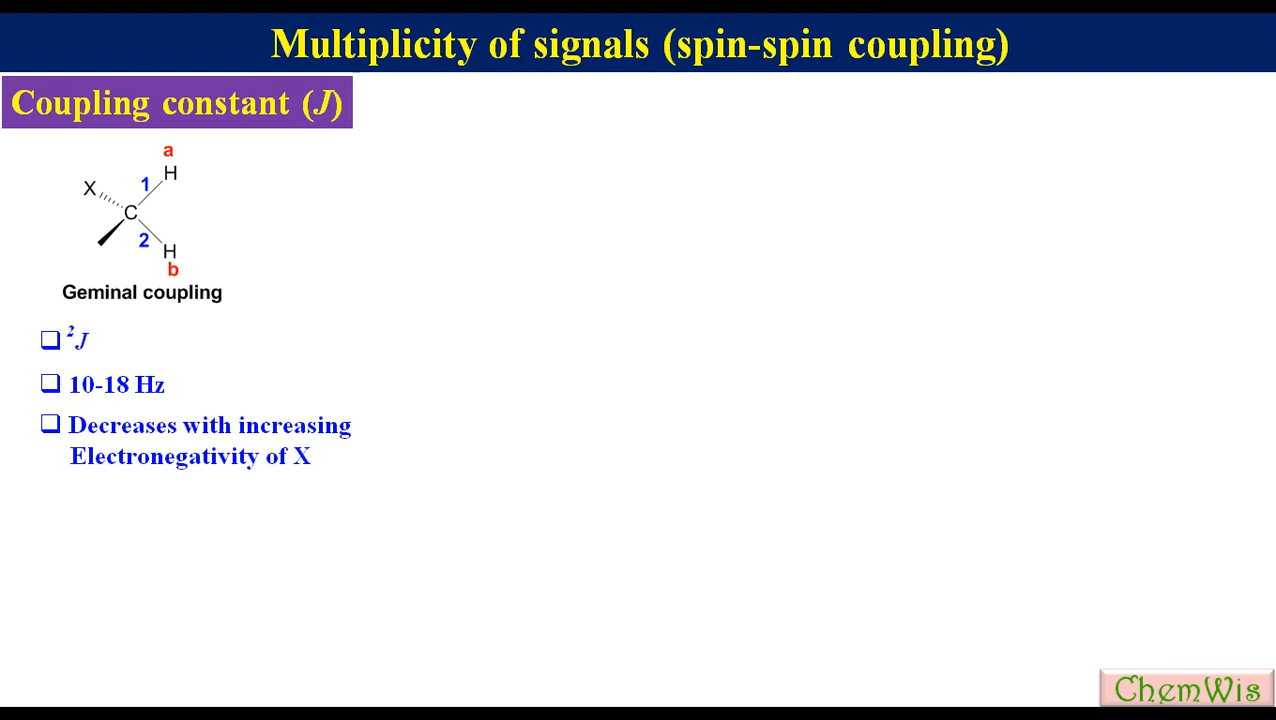 Multiplicity of signals (spin-spin coupling)
Coupling constant (J)
a
H
1
X
C
2
H
b
Geminal coupling
❑ ²J
❑ 10-18 Hz
❑ Decreases with increasing
Electronegativity of X
ChemWis